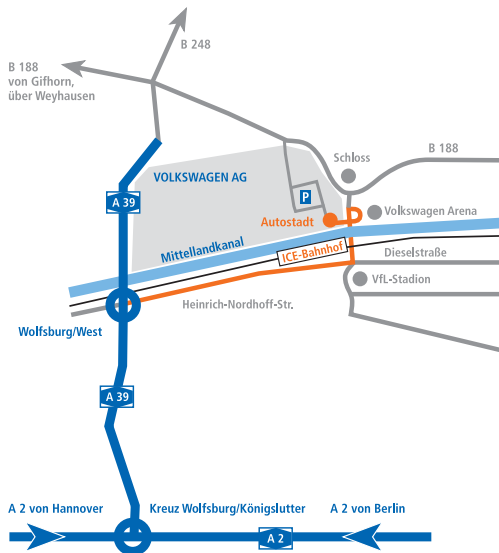 B 248
B 188
von Gifhorn,
über Weyhausen
B 188
Schloss
VOLKSWAGEN AG
P
A 39
Autostadt
Volkswagen Arena
Mittellandkanal
ICE-Bahnhof
Dieselstraße
VfL-Stadion
Heinrich-Nordhoff-Str.
Wolfsburg/West
A 39
A 2 von Hannover
Kreuz Wolfsburg/Königslutter
A 2 von Berlin
A 2